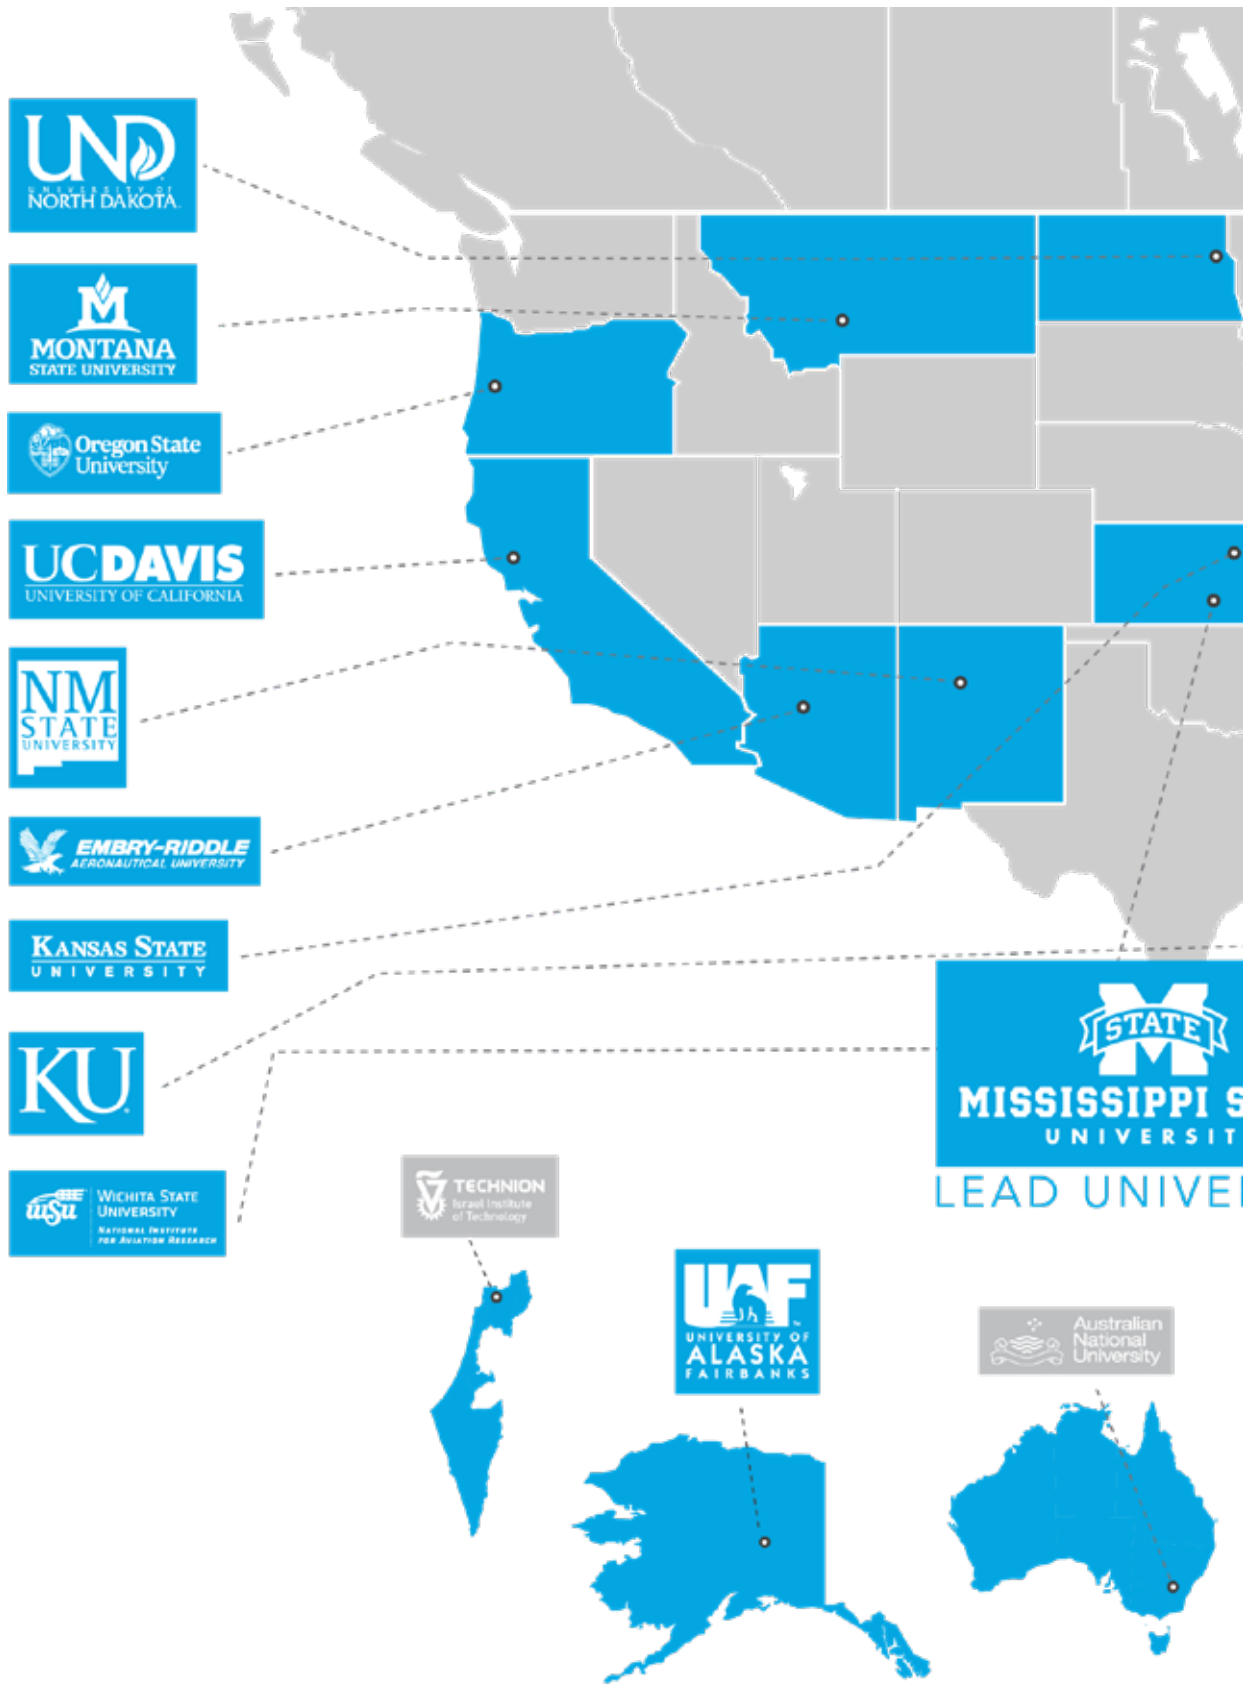 UND
UNIVERSITY OF
NORTH DAKOTA.
M
MONTANA
STATE UNIVERSITY
Oregon State
University
UCDAVIS
UNIVERSITY OF CALIFORNIA
NM
STATE
UNIVERSITY
EMBRY-RIDDLE
AERONAUTICAL UNIVERSITY
KANSAS STATE
UNIVERSITY
KU
WSU
WICHITA STATE
UNIVERSITY
NATIONAL INSTITUTE
FOR AVIATION RESEARCH
M
STATE
MISSISSIPPI S
UNIVERSIT
LEAD UNIVE
TECHNION
Israel Institute
of Technology
UAF
UNIVERSITY OF
ALASKA
FAIRBANKS
Australian
National
University